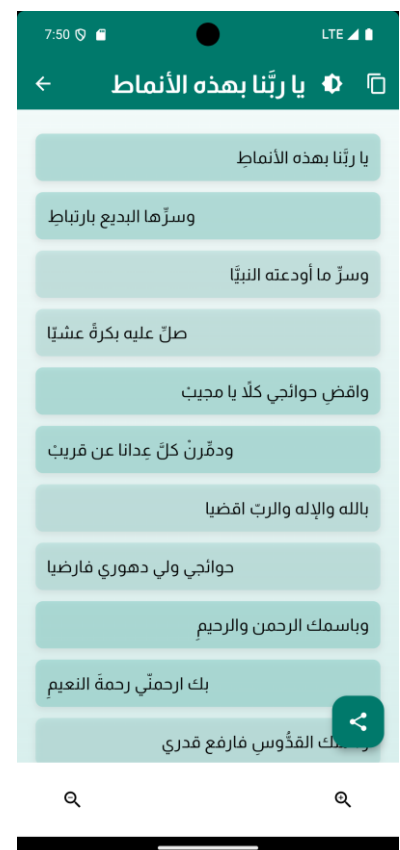 7:50
LTE
يا ربَّنا بهذه الأنماط
يا ربَّنا بهذه الأنماطِ
وسرِّها البديع بارتباطِ
وسرِّ ما أودعته النبيَّا
صلِّ عليه بكرةً عشيّا
واقضِ حوائجي كلًا يا مجيبْ
ودمِّرنْ كلَّ عِدانا عن قريبْ
بالله والإله والربّ اقضيا
حوائجي ولي دهوري فارضيا
وباسمك الرحمن والرحيمِ
بك ارحمنّي رحمةَ النعيمِ
القدُّوسِ فارفع قدري